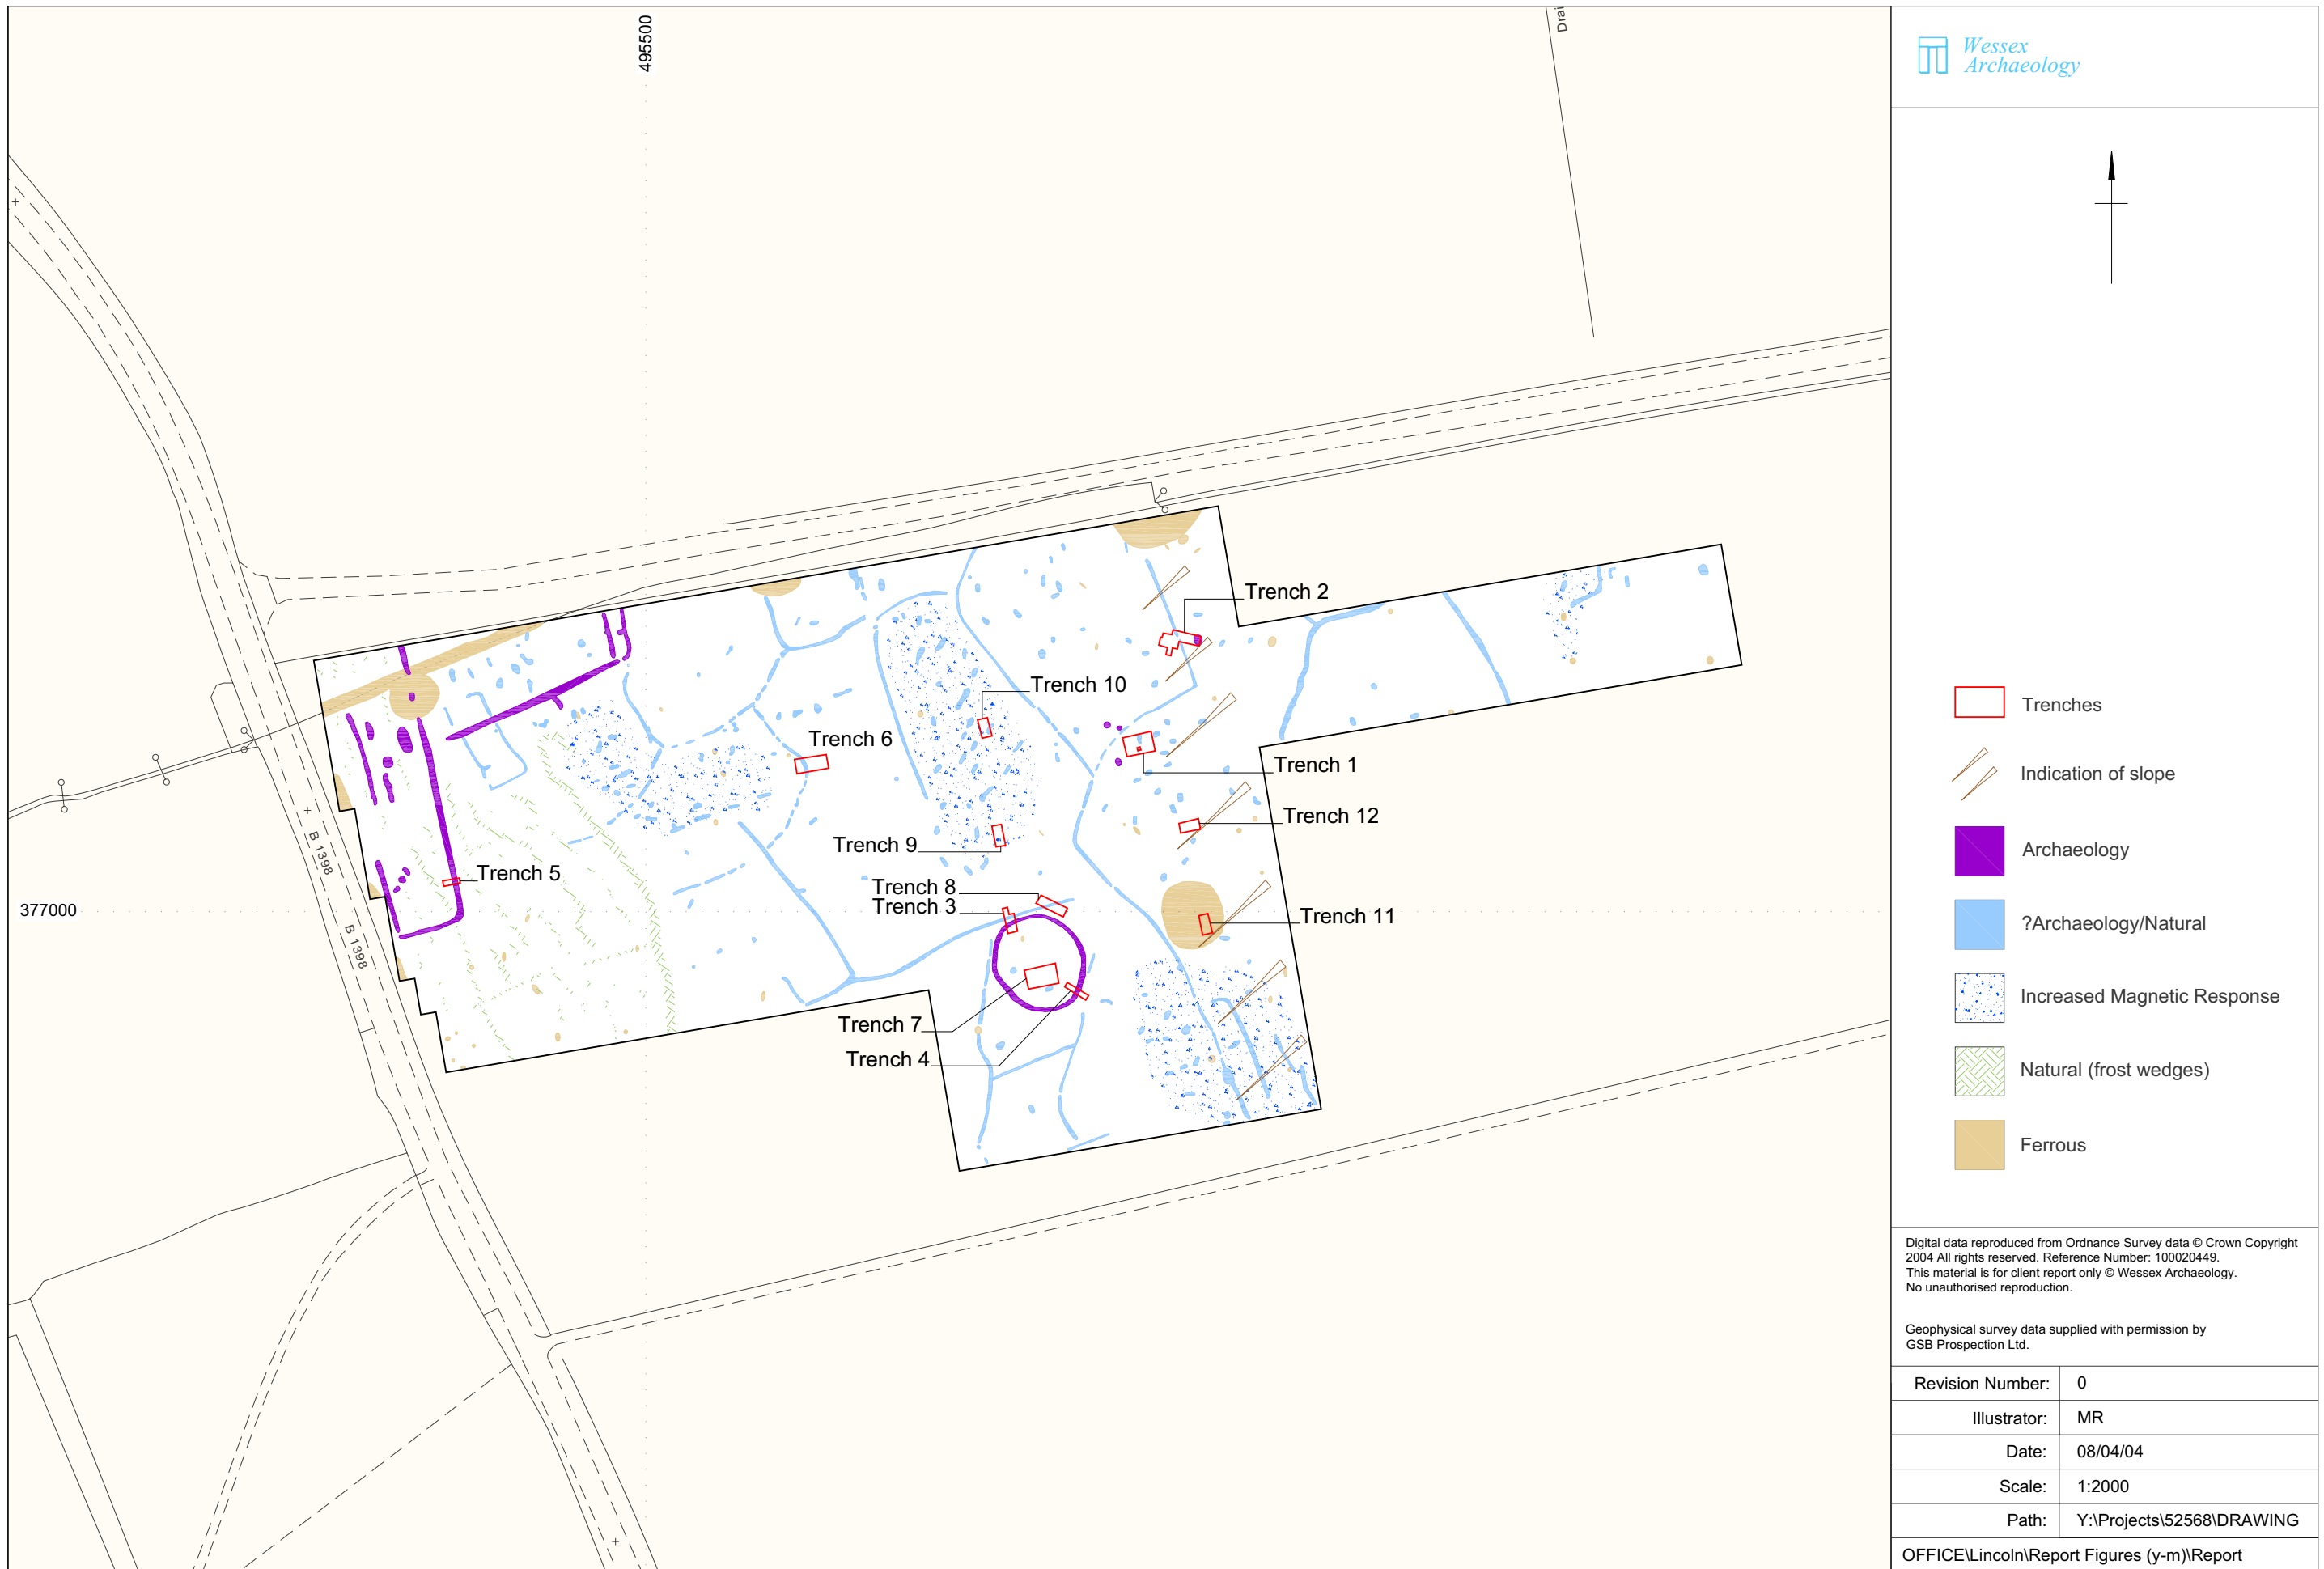 495500
Drai
Wessex
Archaeology
Trench 2
Trench 10
Trench 6
Trench 1
Trench 12
Trench 9
Trench 5
Trench 8
Trench 3
Trench 11
377000
Trench 7
Trench 4
B 1398
B 1398
Trenches
Indication of slope
Archaeology
?Archaeology/Natural
Increased Magnetic Response
Natural (frost wedges)
Ferrous
Digital data reproduced from Ordnance Survey data © Crown Copyright
2004 All rights reserved. Reference Number: 100020449.
This material is for client report only © Wessex Archaeology.
No unauthorised reproduction.
Geophysical survey data supplied with permission by
GSB Prospection Ltd.
Revision Number: 0
Illustrator: MR
Date: 08/04/04
Scale: 1:2000
Path: Y:\Projects\52568\DRAWING
OFFICE\Lincoln\Report Figures (y-m)\Report